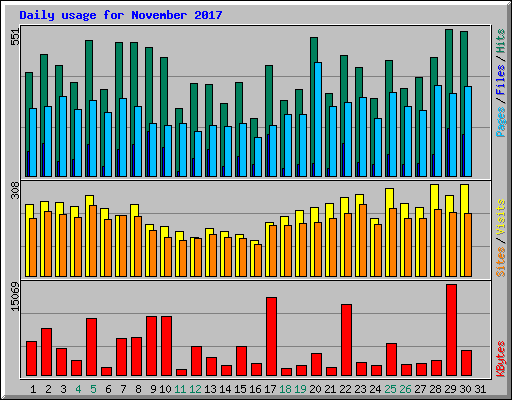 Daily usage for November 2017
551
Pages / Files / Hits
308
Sites / Visits
15069
KBytes
1 2 3 4 5 6 7 8 9 10 11 12 13 14 15 16 17 18 19 20 21 22 23 24 25 26 27 28 29 30 31